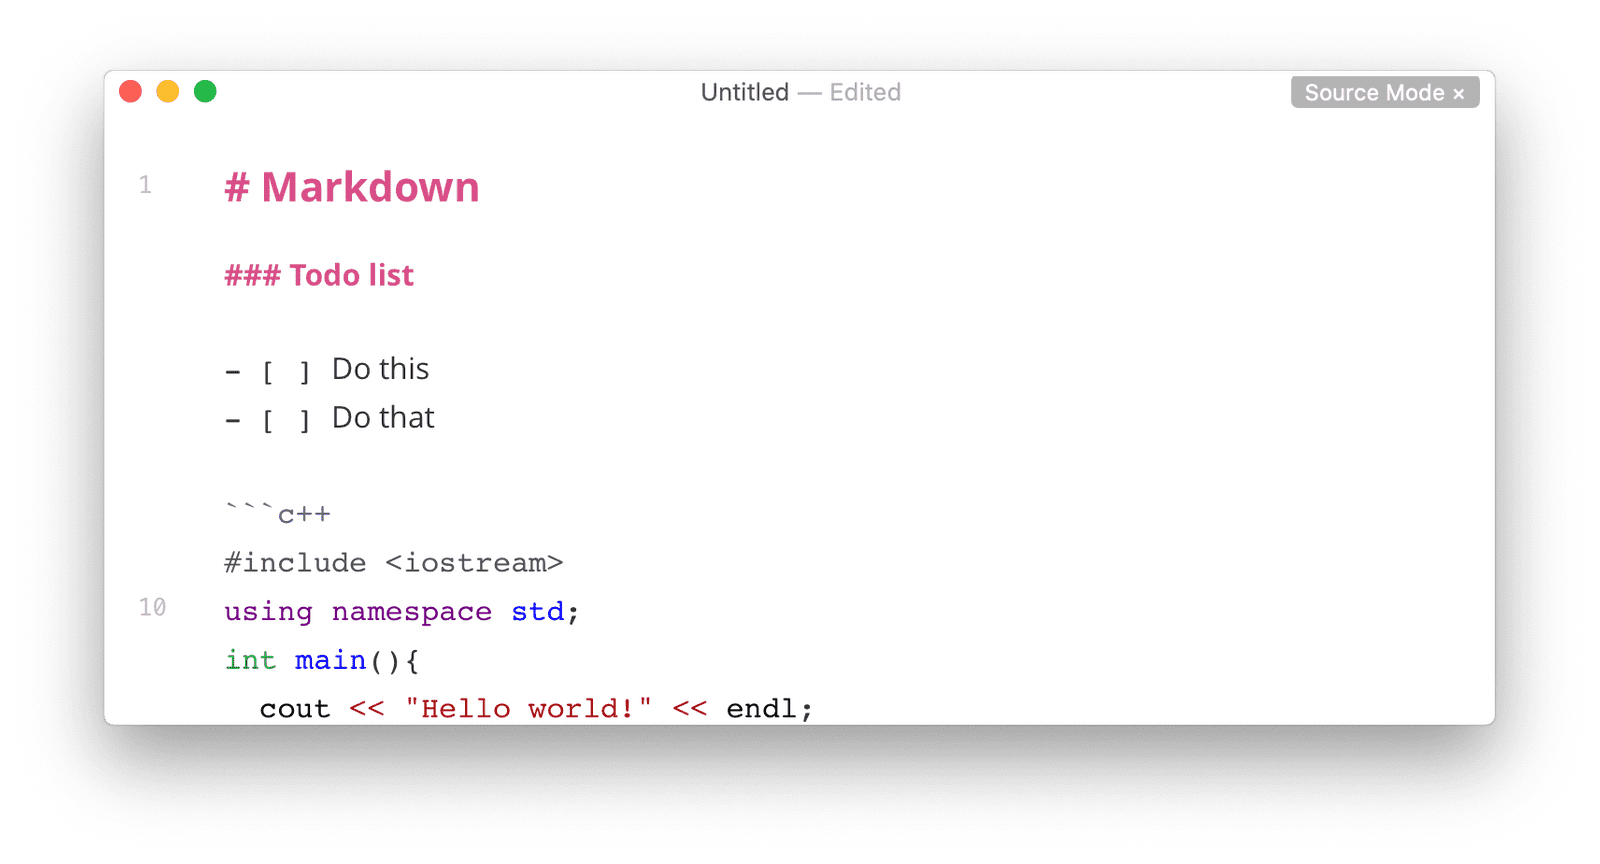 Untitled — Edited
Source Mode ×
1
# Markdown
### Todo list
- [ ] Do this
- [ ] Do that
```c++
#include <iostream>
10
using namespace std;
int main(){
  cout << "Hello world!" << endl;